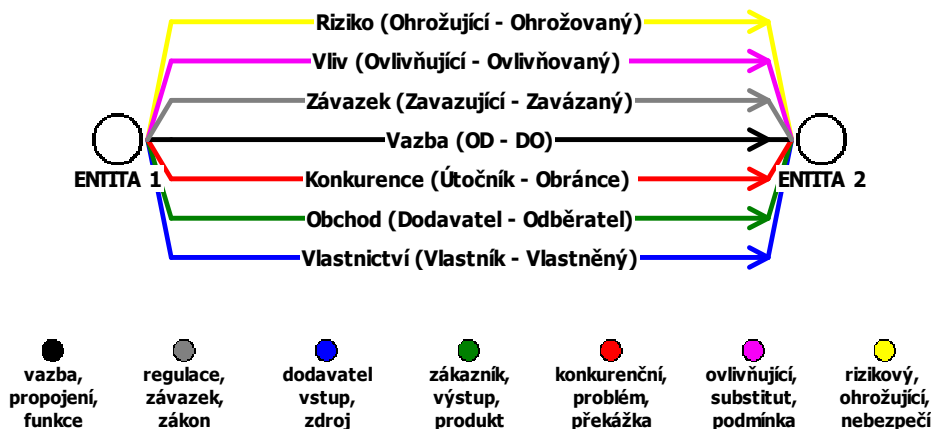 Riziko (Ohrožující - Ohrožovaný)
Vliv (Ovlivňující - Ovlivňovaný)
Závazek (Zavazující - Zavázaný)
Vazba (OD - DO)
ENTITA 1
Konkurence (Útočník - Obránce)
ENTITA 2
Obchod (Dodavatel - Odběratel)
Vlastnictví (Vlastník - Vlastněný)
vazba,
propojení,
funkce
regulace,
závazek,
zákon
dodavatel
vstup,
zdroj
zákazník,
výstup,
produkt
konkurenční,
problém,
překážka
ovlivňující,
substitut,
podmínka
rizikový,
ohrožující,
nebezpečí